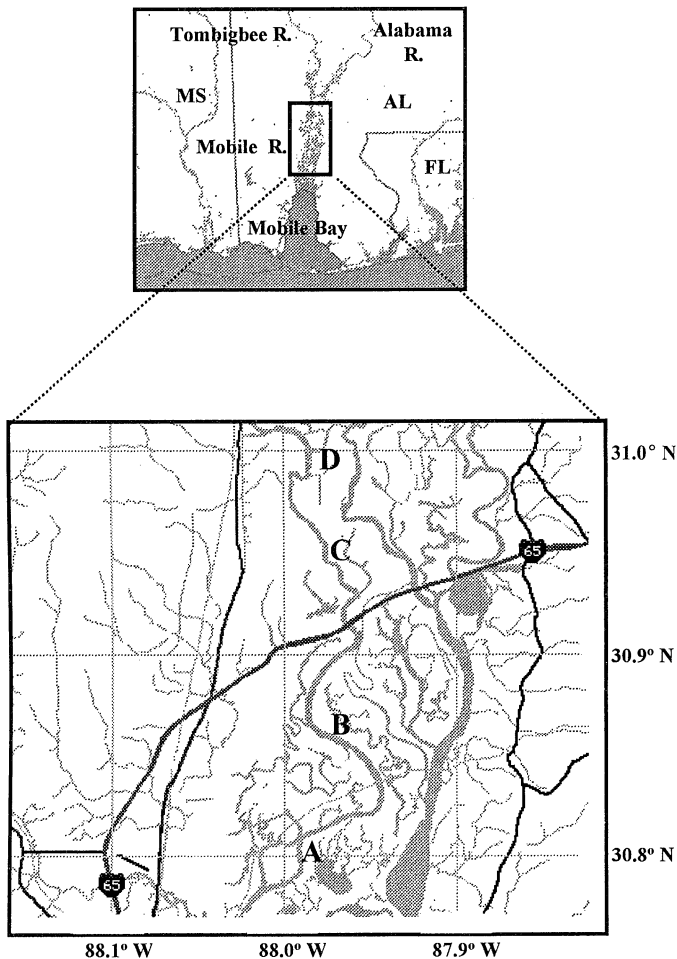 Tombigbee R.
Alabama
R.
MS
AL
Mobile R.
FL
Mobile Bay
D
31.0° N
C
65
30.9° N
B
A
30.8° N
65
88.1° W
88.0° W
87.9° W